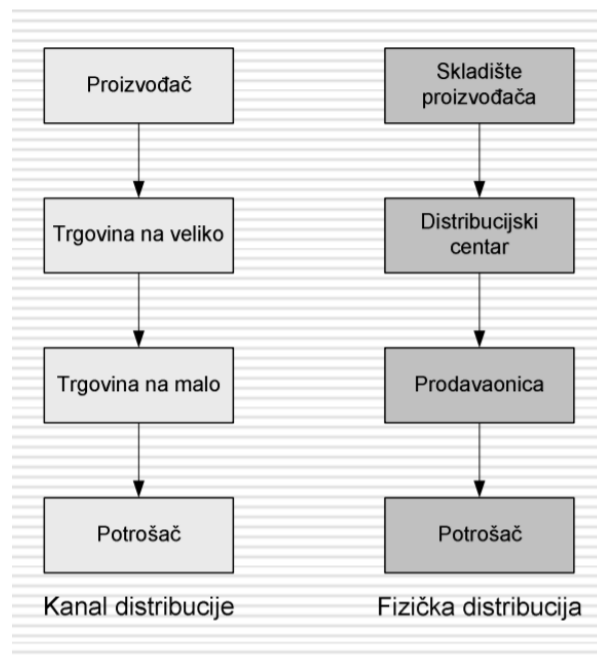 Proizvođač
Trgovina na veliko
Trgovina na malo
Potrošač
Kanal distribucije
Skladište
proizvođača
Distribucijski
centar
Prodavaonica
Potrošač
Fizička distribucija